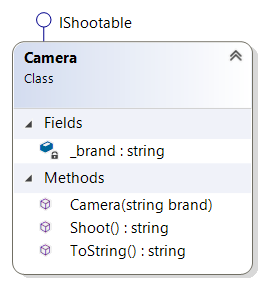 IShootable
Camera
Class
Fields
_brand : string
Methods
Camera(string brand)
Shoot() : string
ToString() : string